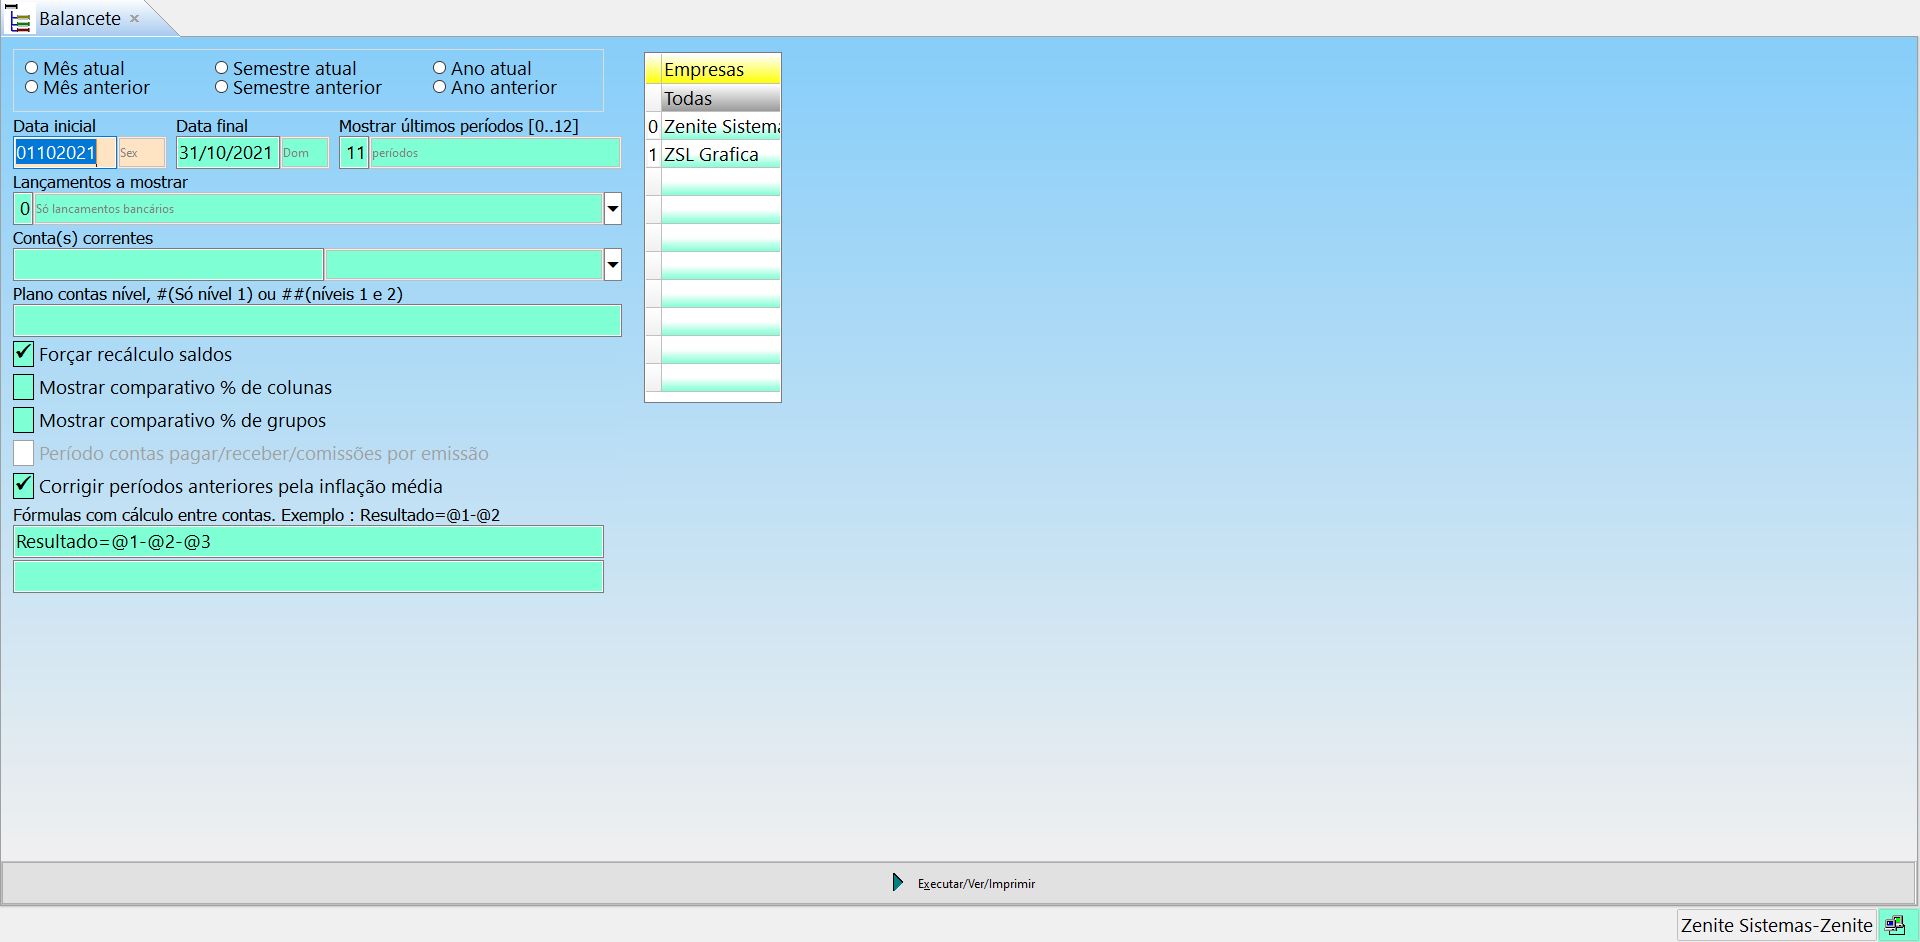 Balancete
Mês atual Semestre atual Ano atual
Mês anterior Semestre anterior Ano anterior
Data inicial Data final Mostrar últimos períodos [0..12]
01102021 Sex 31/10/2021 Dom 11 períodos
Lançamentos a mostrar
0 Só lancamentos bancários
Conta(s) correntes
Plano contas nível, #(Só nível 1) ou ##(níveis 1 e 2)
Forçar recálculo saldos
Mostrar comparativo % de colunas
Mostrar comparativo % de grupos
Período contas pagar/receber/comissões por emissão
Corrigir períodos anteriores pela inflação média
Fórmulas com cálculo entre contas. Exemplo : Resultado=@1-@2
Resultado=@1-@2-@3
Empresas
Todas
0 Zenite Sistema
1 ZSL Grafica
Executar/Ver/Imprimir
Zenite Sistemas-Zenite